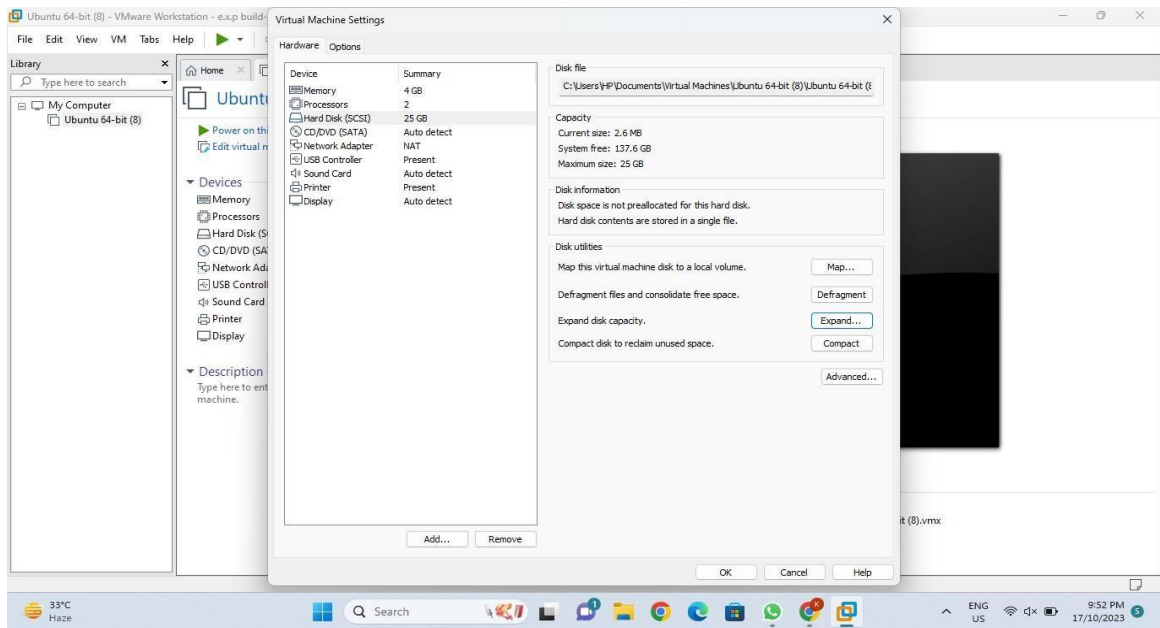 Ubuntu 64-bit (8) - VMware Workstation - e.x.p build-
File Edit View VM Tabs Help
Library
Type here to search
My Computer
Ubuntu 64-bit (8)
Home
Ubuntu
Power on thi
Edit virtual m
Devices
Memory
Processors
Hard Disk (S
CD/DVD (SA
Network Ada
USB Controll
Sound Card
Printer
Display
Description
Type here to ent
machine.
Virtual Machine Settings
Hardware Options
Device Summary
Memory 4 GB
Processors 2
Hard Disk (SCSI) 25 GB
CD/DVD (SATA) Auto detect
Network Adapter NAT
USB Controller Present
Sound Card Auto detect
Printer Present
Display Auto detect
Add... Remove
Disk file
C:\Users\HP\Documents\Virtual Machines\Ubuntu 64-bit (8)\Ubuntu 64-bit (8
Capacity
Current size: 2.6 MB
System free: 137.6 GB
Maximum size: 25 GB
Disk information
Disk space is not preallocated for this hard disk.
Hard disk contents are stored in a single file.
Disk utilities
Map this virtual machine disk to a local volume. Map...
Defragment files and consolidate free space. Defragment
Expand disk capacity. Expand...
Compact disk to reclaim unused space. Compact
Advanced...
OK Cancel Help
it (8).vmx
33°C
Haze
Search
1
K
ENG
US
9:52 PM
17/10/2023
5